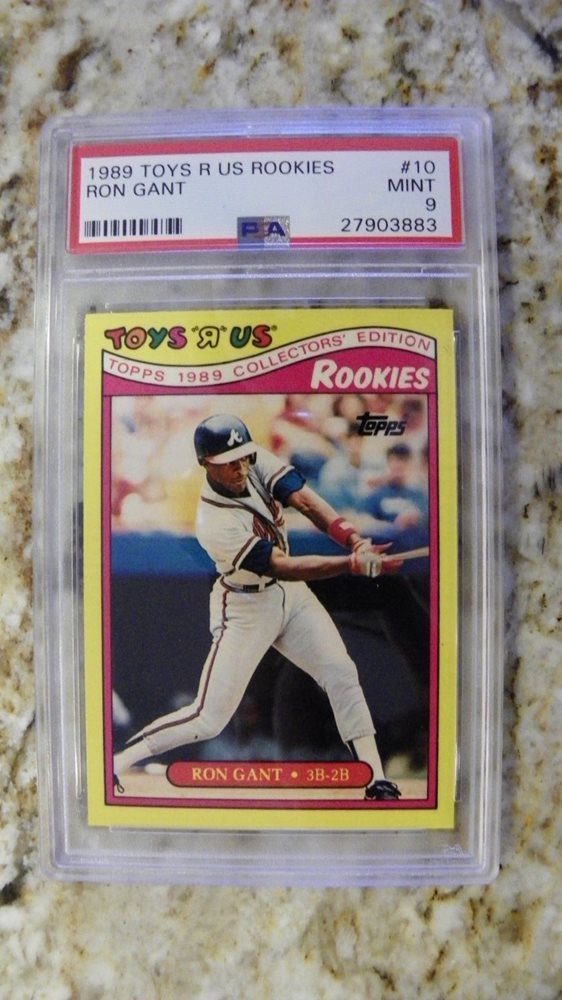 1989 TOYS R US ROOKIES #10
RON GANT MINT
9
PSA 27903883
TOYS "Я" US®
TOPPS 1989 COLLECTORS' EDITION
ROOKIES
Topps
A
RON GANT • 3B-2B